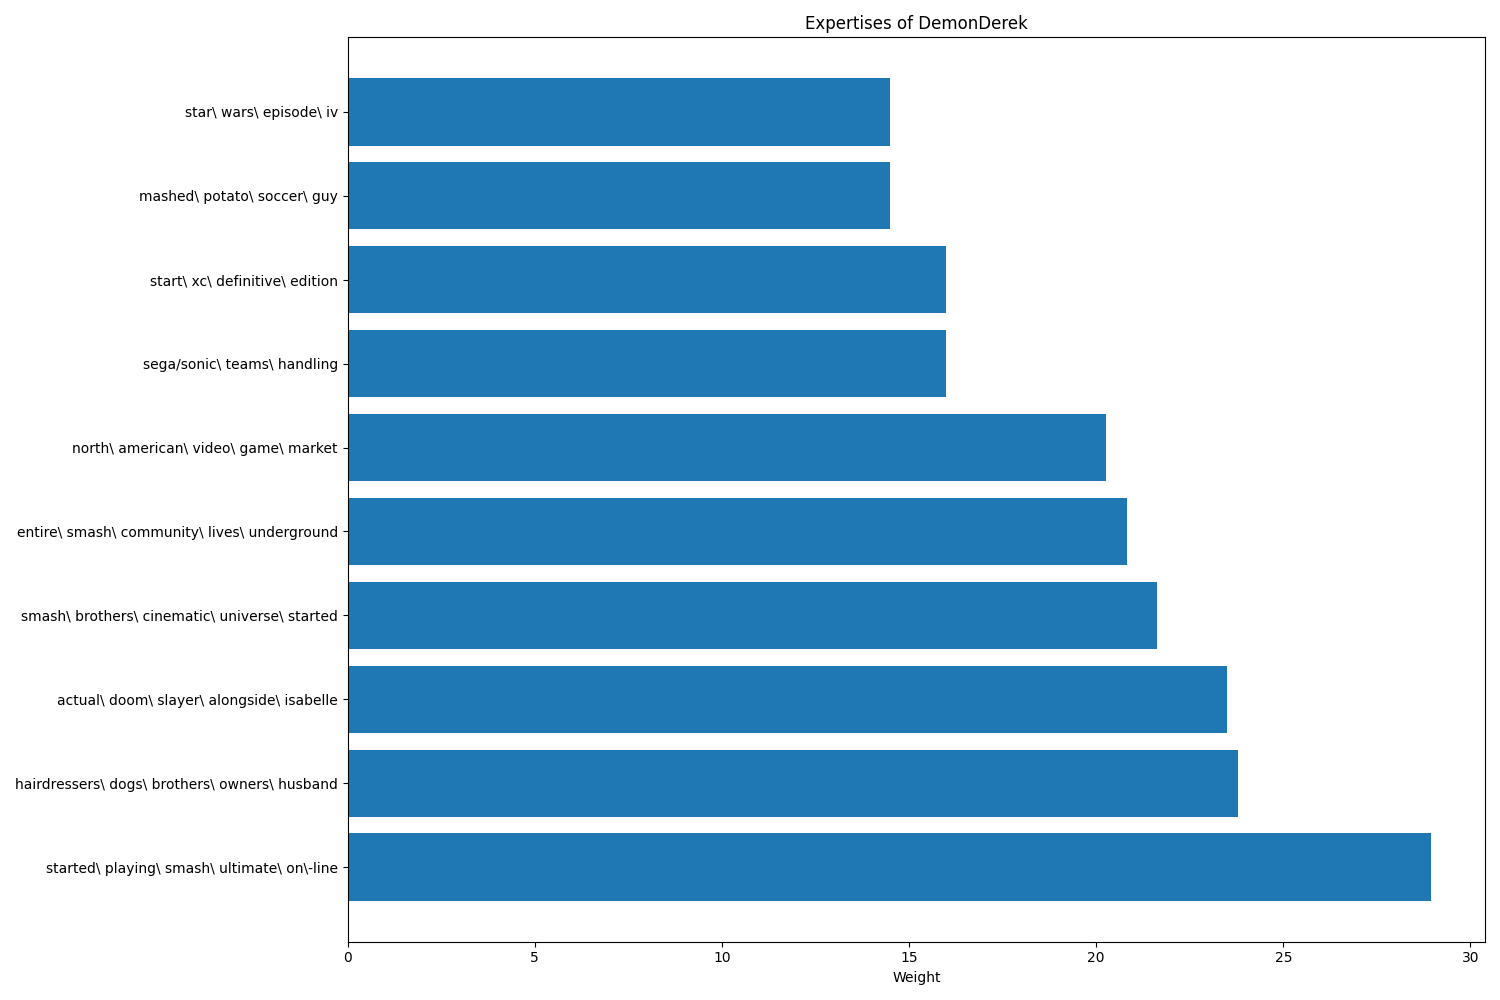 Expertises of DemonDerek
star\ wars\ episode\ iv
mashed\ potato\ soccer\ guy
start\ xc\ definitive\ edition
sega/sonic\ teams\ handling
north\ american\ video\ game\ market
entire\ smash\ community\ lives\ underground
smash\ brothers\ cinematic\ universe\ started
actual\ doom\ slayer\ alongside\ isabelle
hairdressers\ dogs\ brothers\ owners\ husband
started\ playing\ smash\ ultimate\ on\-line
0 5 10 15 20 25 30
Weight